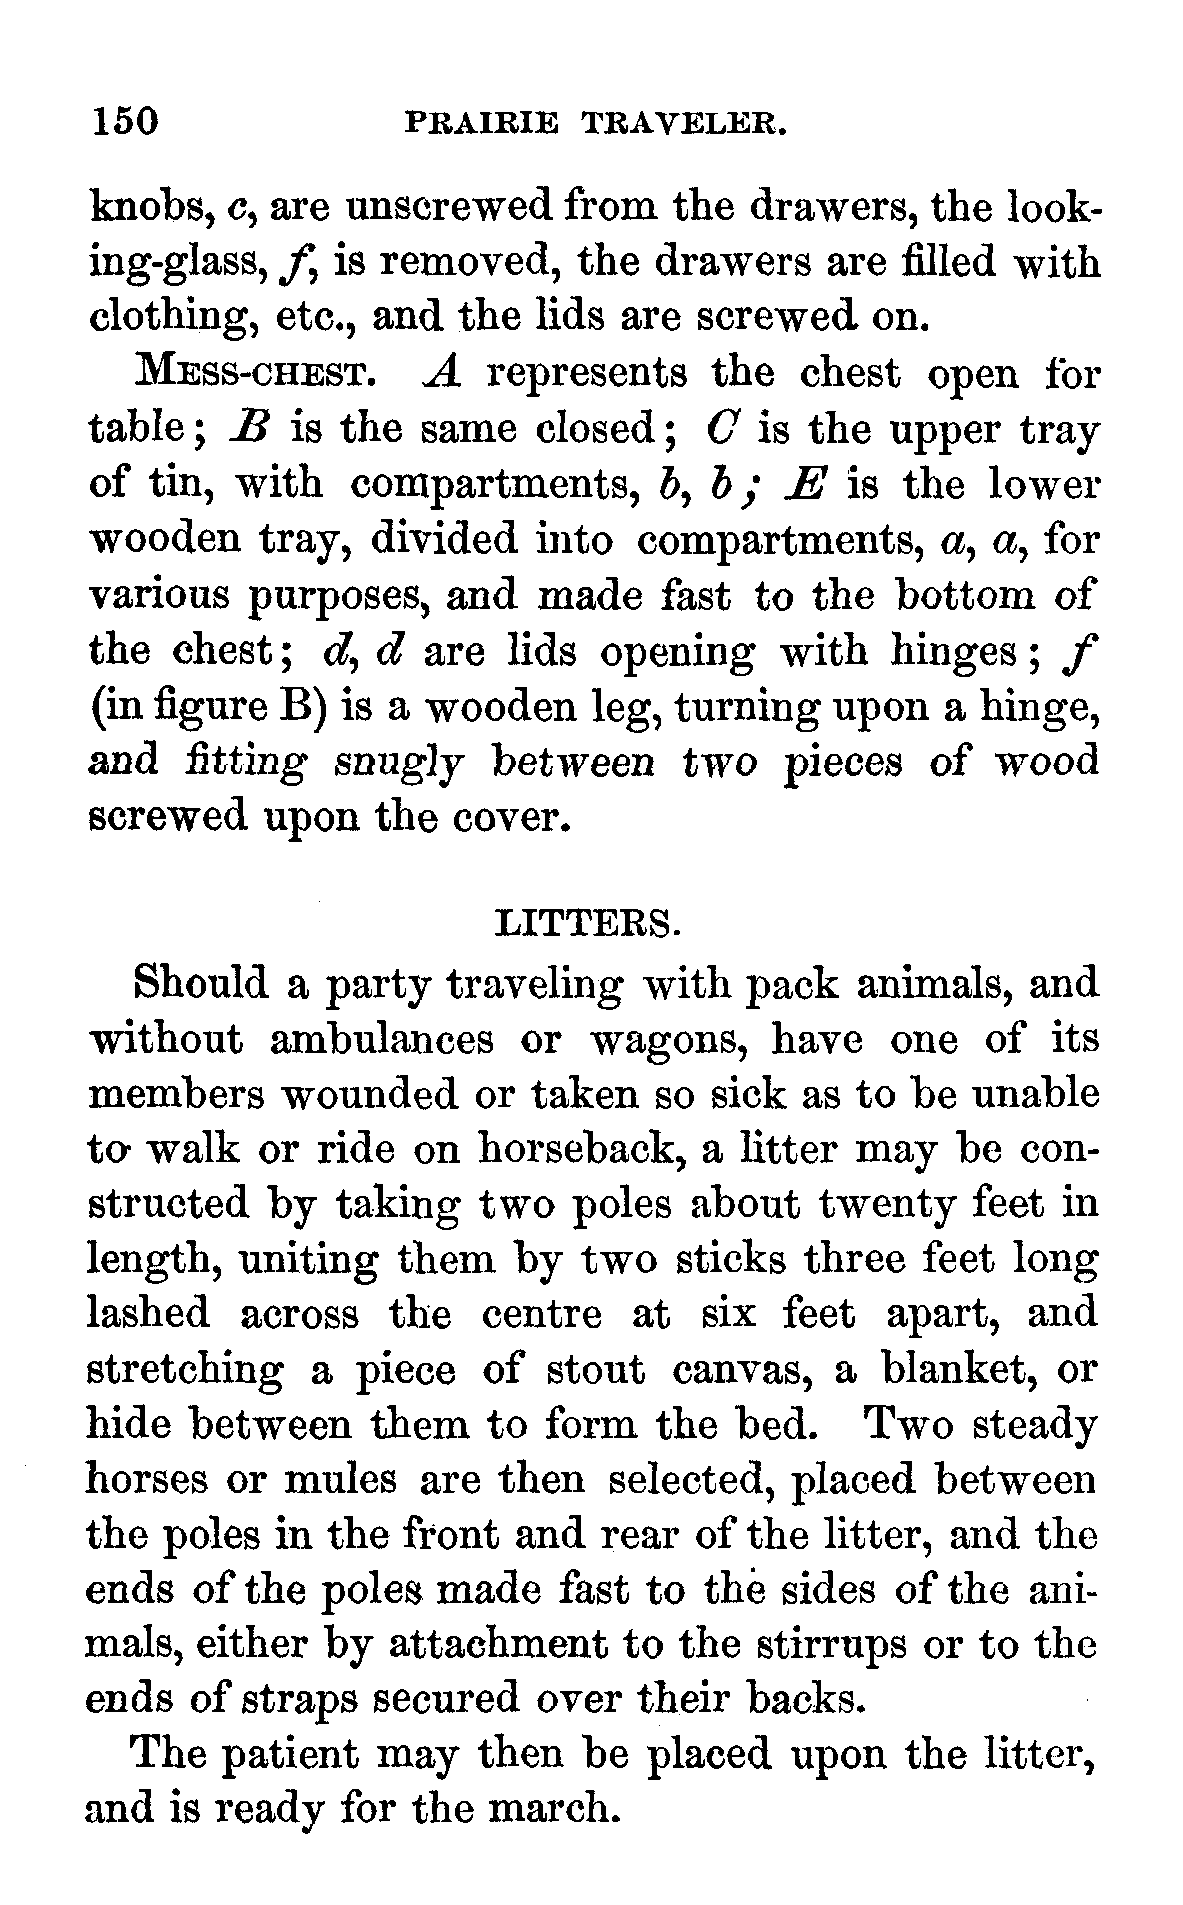 150 PRAIRIE TRAVELER.
knobs, c, are unscrewed from the drawers, the look-
ing-glass, f, is removed, the drawers are filled with
clothing, etc., and the lids are screwed on.
MESS-CHEST. A represents the chest open for
table; B is the same closed; C is the upper tray
of tin, with compartments, b, b; E is the lower
wooden tray, divided into compartments, a, a, for
various purposes, and made fast to the bottom of
the chest; d, d are lids opening with hinges; f
(in figure B) is a wooden leg, turning upon a hinge,
and fitting snugly between two pieces of wood
screwed upon the cover.
LITTERS.
Should a party traveling with pack animals, and
without ambulances or wagons, have one of its
members wounded or taken so sick as to be unable
to walk or ride on horseback, a litter may be con-
structed by taking two poles about twenty feet in
length, uniting them by two sticks three feet long
lashed across the centre at six feet apart, and
stretching a piece of stout canvas, a blanket, or
hide between them to form the bed. Two steady
horses or mules are then selected, placed between
the poles in the front and rear of the litter, and the
ends of the poles made fast to the sides of the ani-
mals, either by attachment to the stirrups or to the
ends of straps secured over their backs.
The patient may then be placed upon the litter,
and is ready for the march.